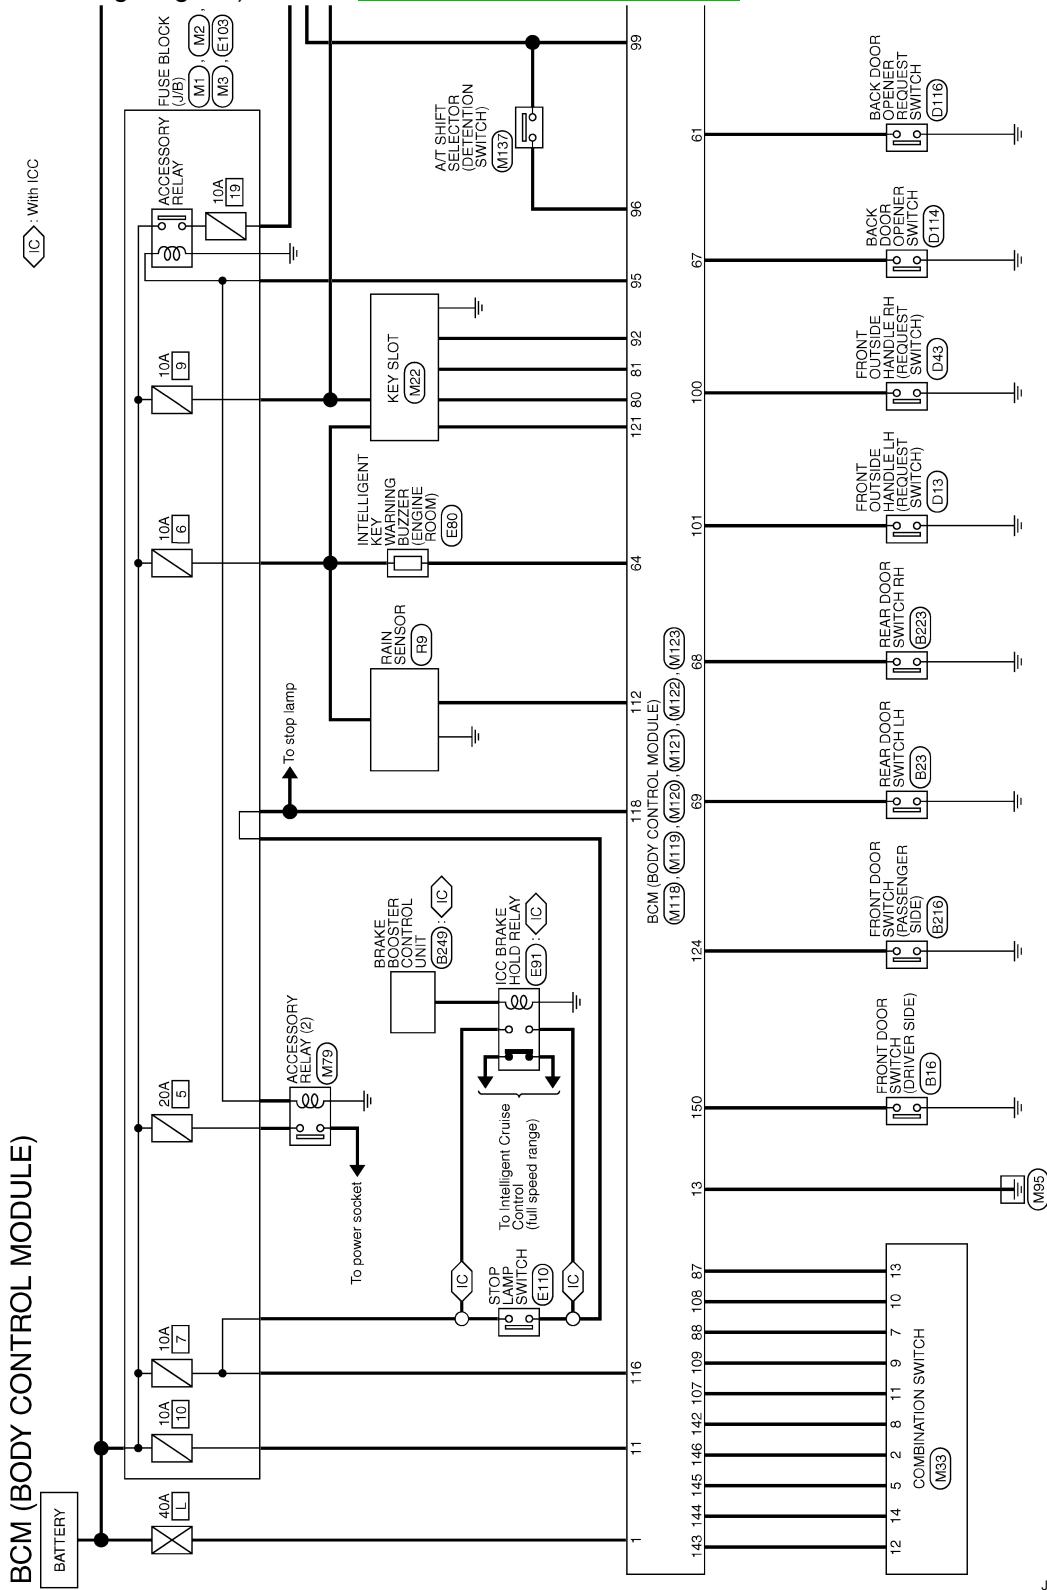 BCM (BODY CONTROL MODULE)
IC : With ICC
BATTERY
40A
L
10A
10
10A
7
20A
5
10A
6
10A
9
ACCESSORY
RELAY
10A
19
FUSE BLOCK
(J/B)
M1 , M2 ,
M3 , E103
ACCESSORY
RELAY (2)
M79
To power socket
To stop lamp
BRAKE
BOOSTER
CONTROL
UNIT
B249 : IC
ICC BRAKE
HOLD RELAY
E91 : IC
To Intelligent Cruise
Control
(full speed range)
IC
STOP
LAMP
SWITCH
E110
IC
RAIN
SENSOR
R9
INTELLIGENT
KEY
WARNING
BUZZER
(ENGINE
ROOM)
E80
KEY SLOT
M22
A/T SHIFT
SELECTOR
(DETENTION
SWITCH)
M137
1
11
116
118
112
64
121
80
81
92
95
96
99
BCM (BODY CONTROL MODULE)
M118 , M119 , M120 , M121 , M122 , M123
143
144
145
146
142
107
109
88
108
87
13
150
124
69
68
101
100
67
61
12
14
5
2
8
11
9
7
10
13
COMBINATION SWITCH
M33
M95
FRONT DOOR
SWITCH
(DRIVER SIDE)
B16
FRONT DOOR
SWITCH
(PASSENGER
SIDE)
B216
REAR DOOR
SWITCH LH
B23
REAR DOOR
SWITCH RH
B223
FRONT
OUTSIDE
HANDLE LH
(REQUEST
SWITCH)
D13
FRONT
OUTSIDE
HANDLE RH
(REQUEST
SWITCH)
D43
BACK
DOOR
OPENER
SWITCH
D114
BACK DOOR
OPENER
REQUEST
SWITCH
D116